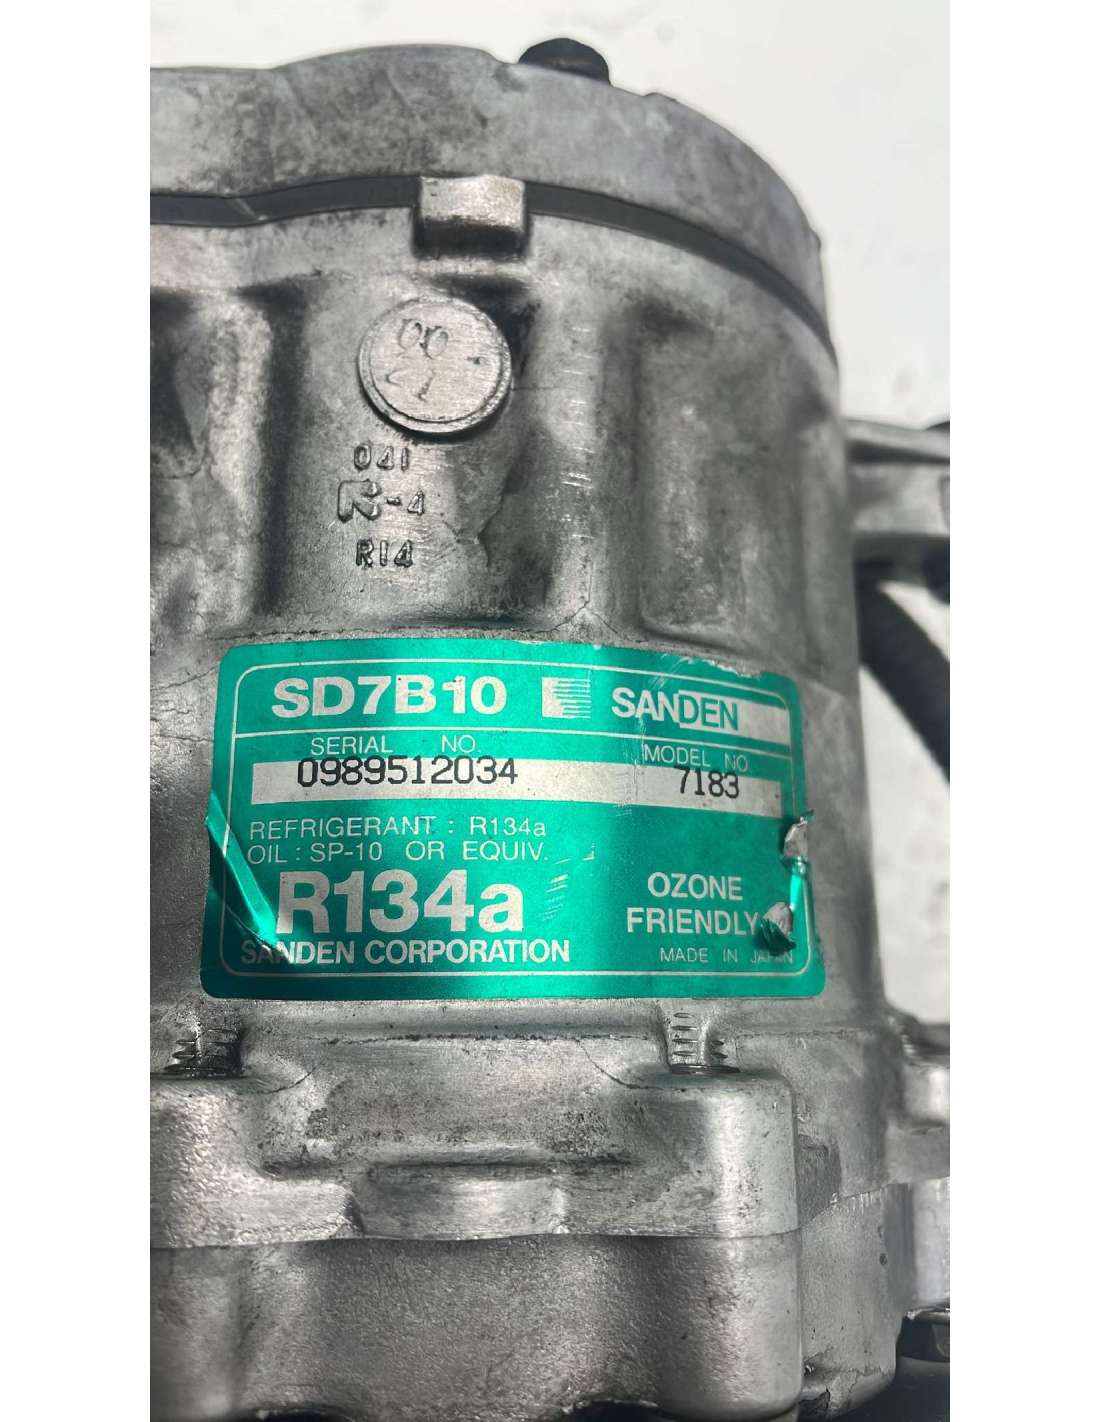 041
R-4
R14
SD7B10 SANDEN
SERIAL NO. MODEL NO.
0989512034 7183
REFRIGERANT : R134a
OIL : SP-10 OR EQUIV.
R134a
OZONE
FRIENDLY
SANDEN CORPORATION
MADE IN JAPAN